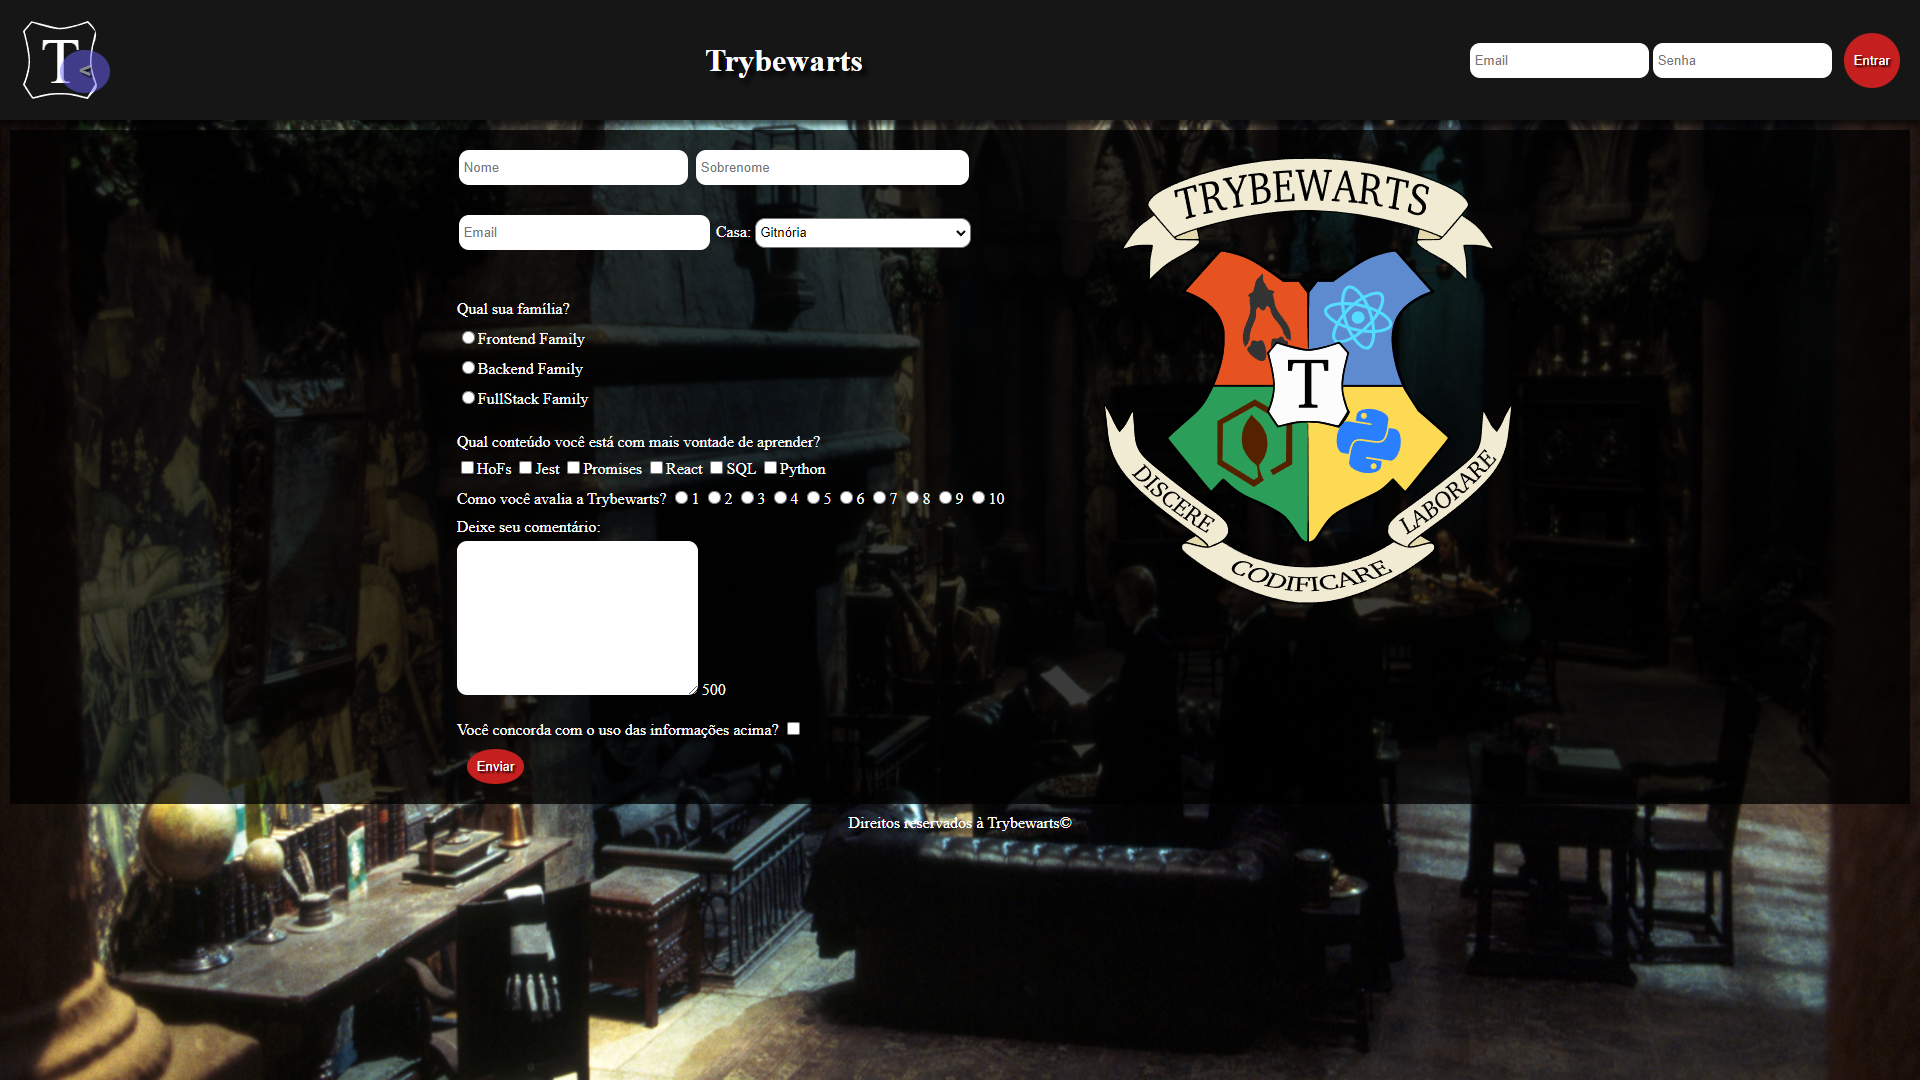 T
<
Trybewarts
Email Senha Entrar
Nome Sobrenome
Email Casa: Gitnória
Qual sua família?
Frontend Family
Backend Family
FullStack Family
Qual conteúdo você está com mais vontade de aprender?
HoFs Jest Promises React SQL Python
Como você avalia a Trybewarts? 1 2 3 4 5 6 7 8 9 10
Deixe seu comentário:
500
Você concorda com o uso das informações acima?
Enviar
TRYBEWARTS
T
DISCERE
CODIFICARE
LABORARE
Direitos reservados à Trybewarts©